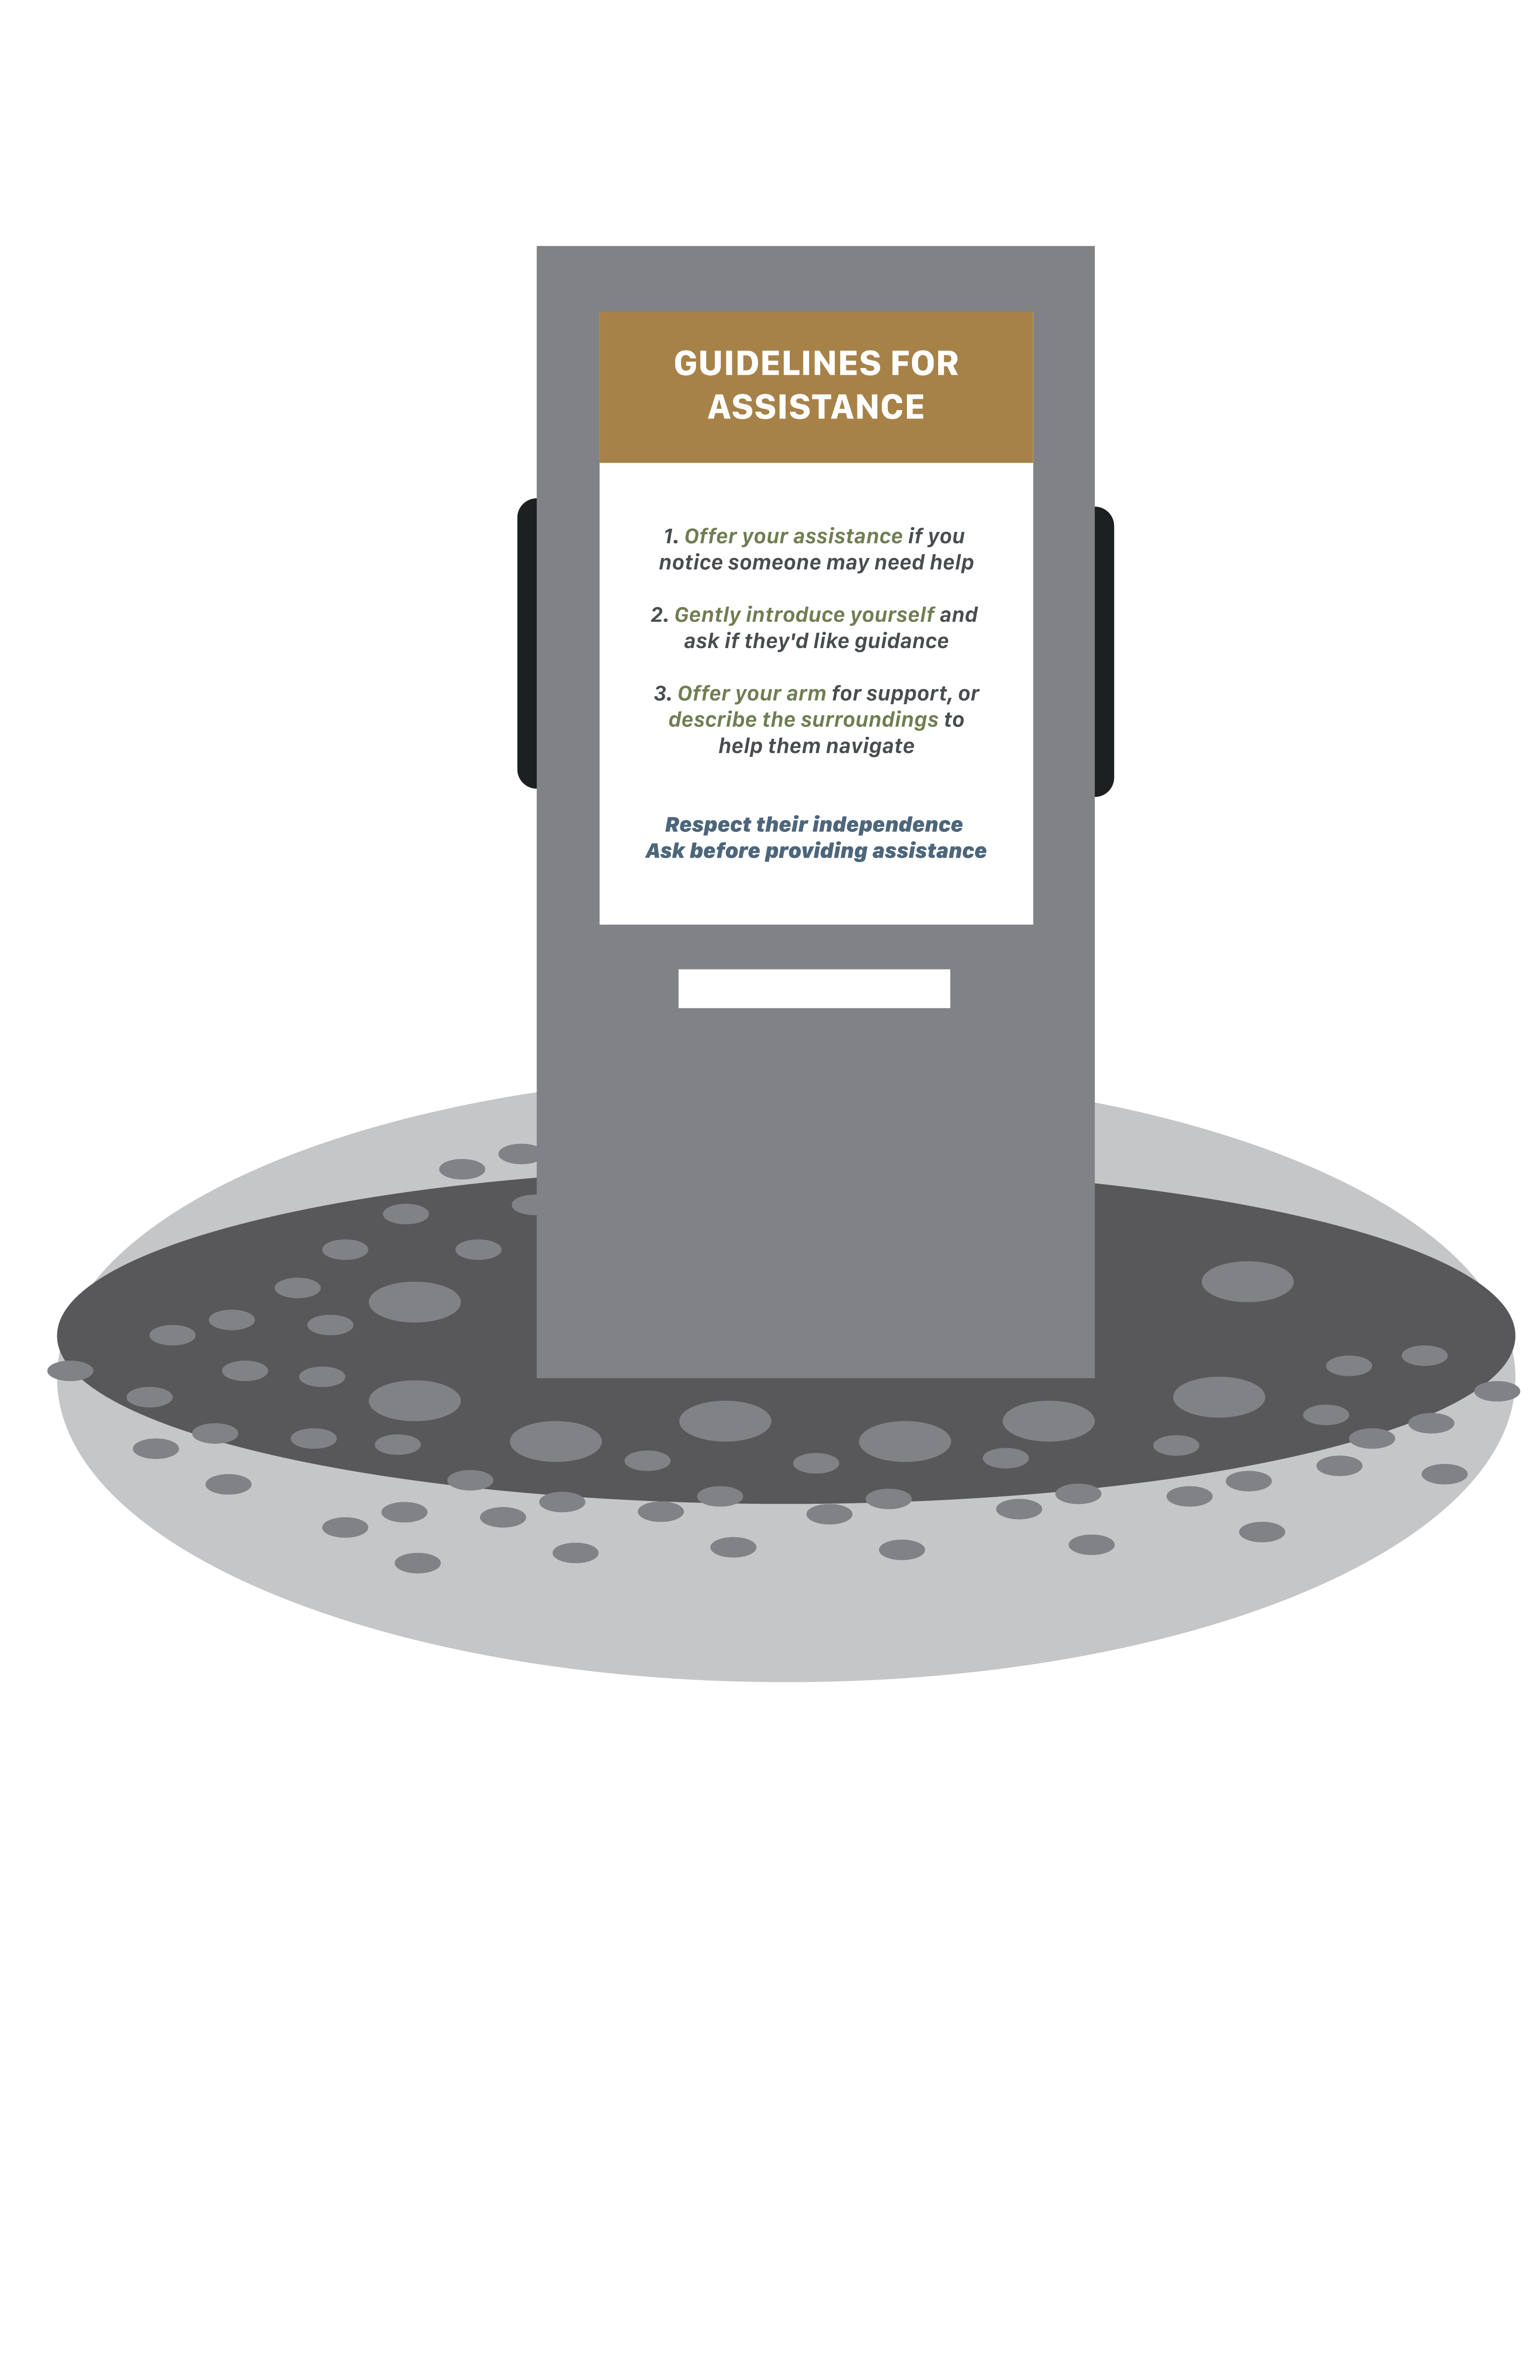 GUIDELINES FOR
ASSISTANCE
1. Offer your assistance if you
notice someone may need help
2. Gently introduce yourself and
ask if they'd like guidance
3. Offer your arm for support, or
describe the surroundings to
help them navigate
Respect their independence
Ask before providing assistance